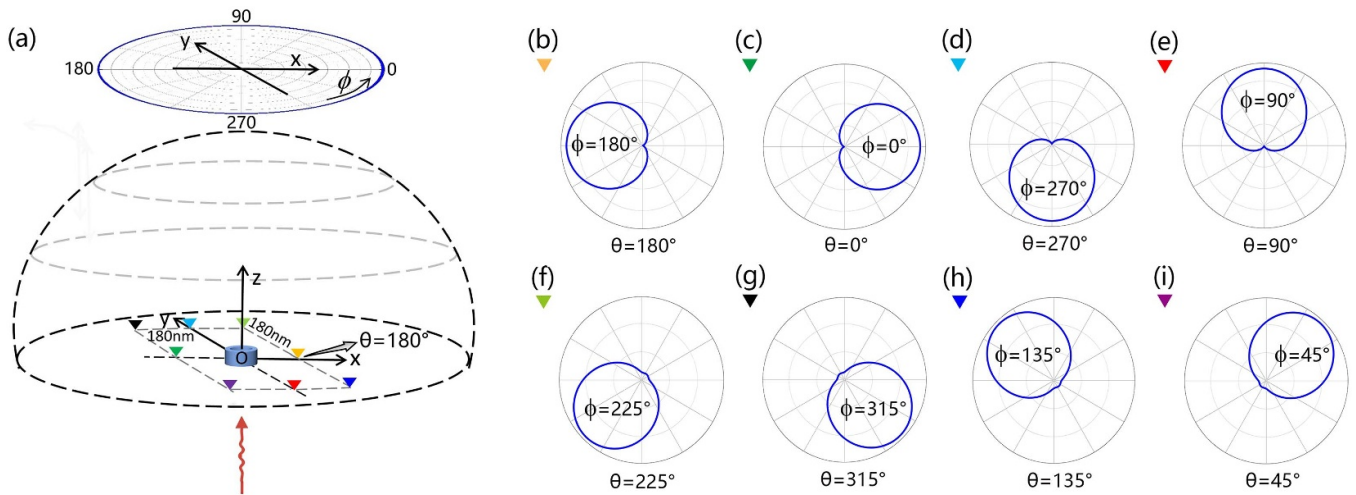 (a)
90
y
180
x
0
ϕ
270
z
y
180nm
180nm
O
θ=180°
x
(b)
ϕ=180°
θ=180°
(c)
ϕ=0°
θ=0°
(d)
ϕ=270°
θ=270°
(e)
ϕ=90°
θ=90°
(f)
ϕ=225°
θ=225°
(g)
ϕ=315°
θ=315°
(h)
ϕ=135°
θ=135°
(i)
ϕ=45°
θ=45°